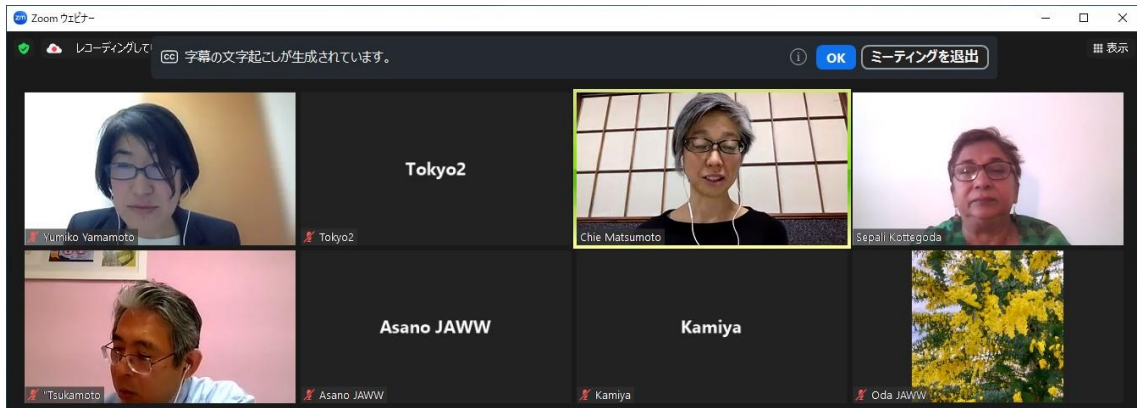 zm Zoom ウェビナー
レコーディングして
CC 字幕の文字起こしが生成されています。
OK
ミーティングを退出
表示
Yumiko Yamamoto
Tokyo2
Tokyo2
Chie Matsumoto
Sepali Kottegoda
"Tsukamoto
Asano JAWW
Asano JAWW
Kamiya
Kamiya
Oda JAWW